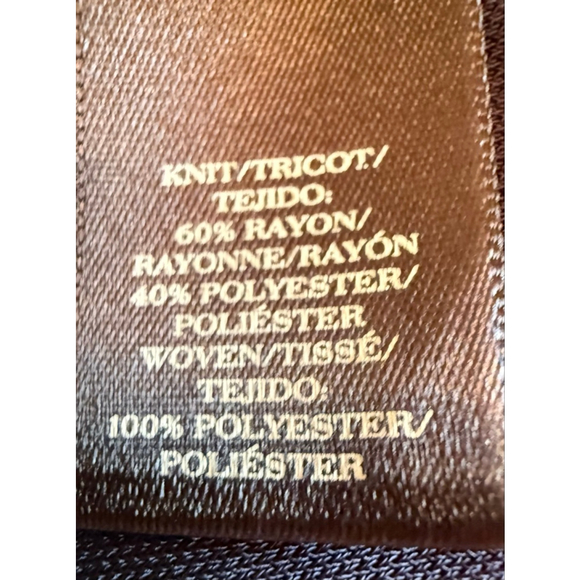 KNIT/TRICOT/
TEJIDO:
60% RAYON/
RAYONNE/RAYÓN
40% POLYESTER/
POLIÉSTER
WOVEN/TISSÉ/
TEJIDO:
100% POLYESTER/
POLIÉSTER